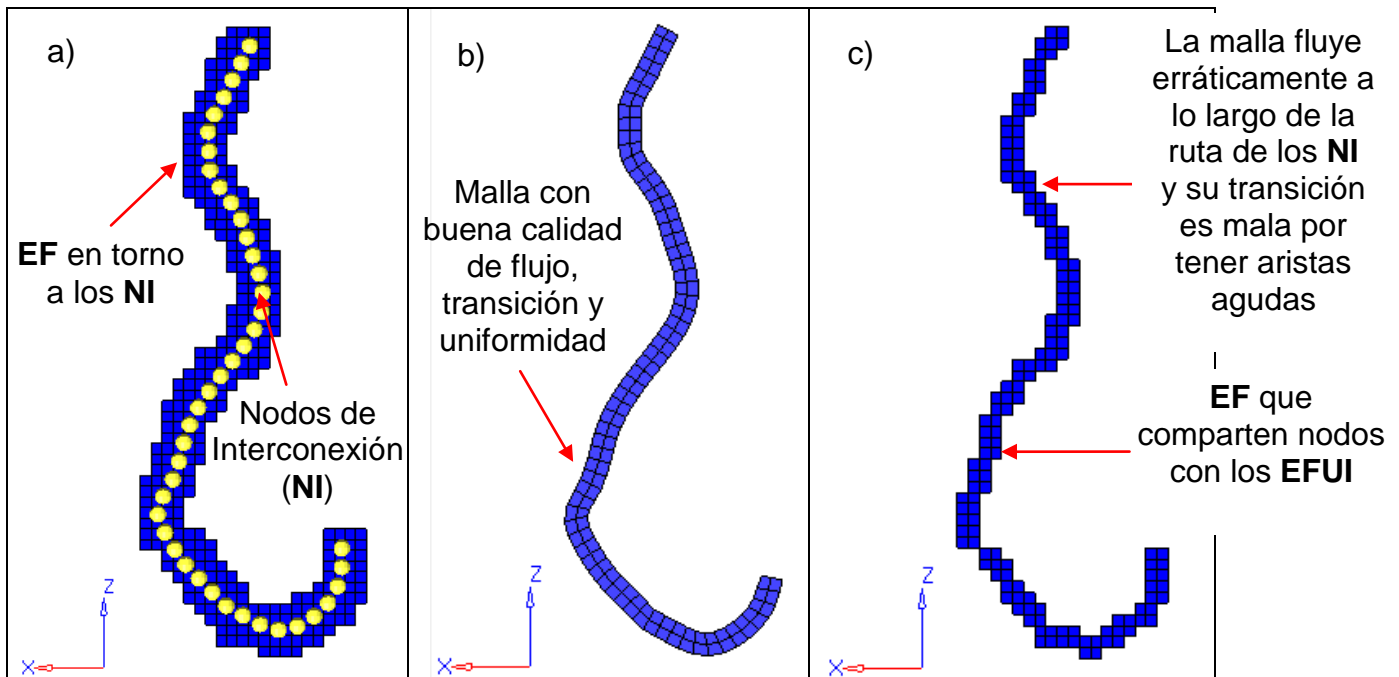 a)
EF en torno
a los NI
Nodos de
Interconexión
(NI)
Z
X
b)
Malla con
buena calidad
de flujo,
transición y
uniformidad
Z
X
c)
La malla fluye
erráticamente a
lo largo de la
ruta de los NI
y su transición
es mala por
tener aristas
agudas
EF que
comparten nodos
con los EFUI
Z
X